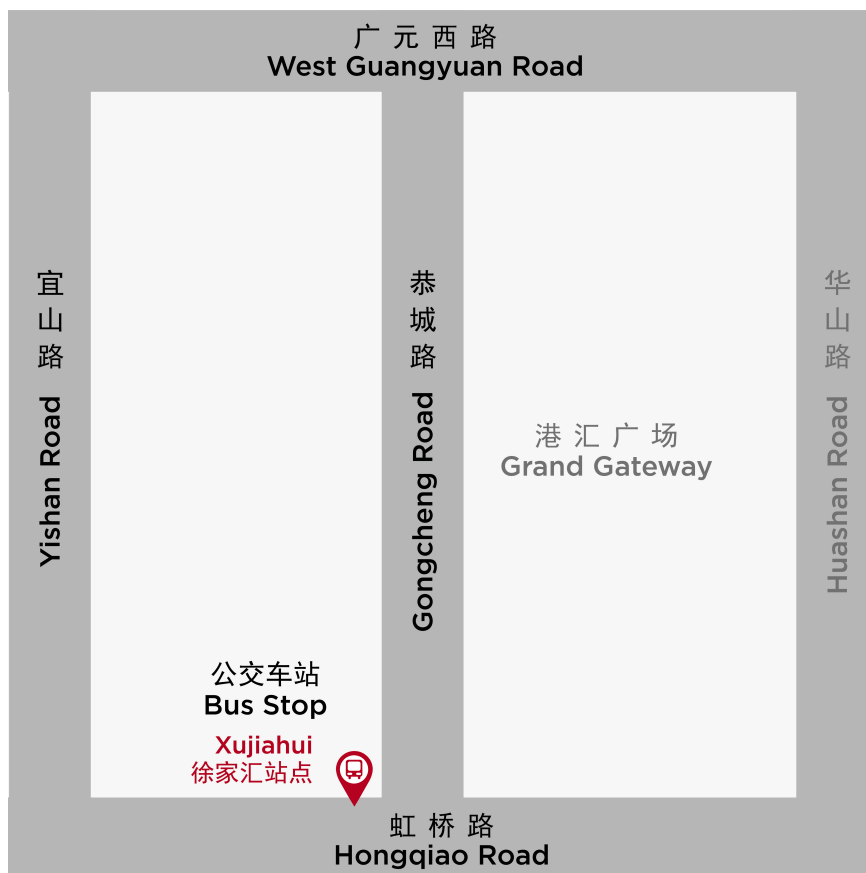 广元西路
West Guangyuan Road
宜山路
Yishan Road
恭城路
Gongcheng Road
华山路
Huashan Road
港汇广场
Grand Gateway
公交车站
Bus Stop
Xujiahui
徐家汇站点
虹桥路
Hongqiao Road